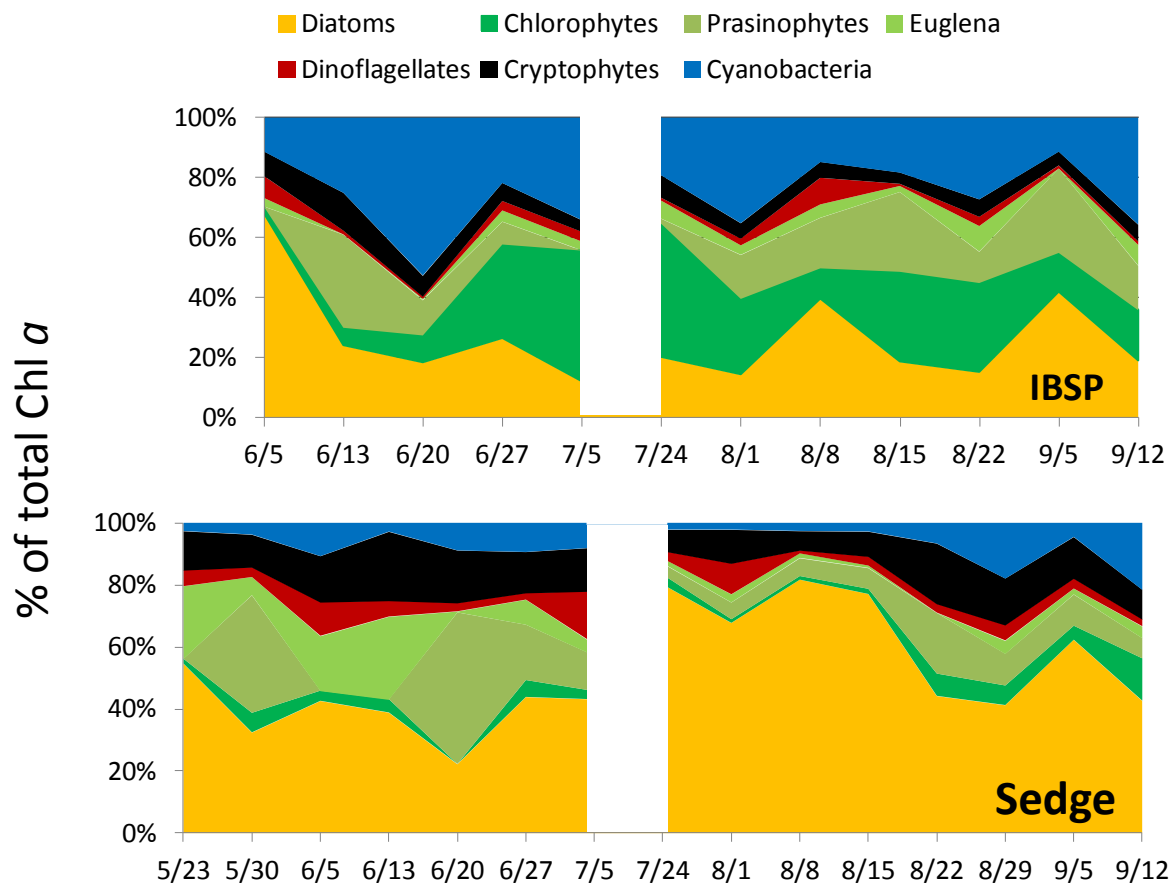 Diatoms Chlorophytes Prasinophytes Euglena
Dinoflagellates Cryptophytes Cyanobacteria
% of total Chl a
100%
80%
60%
40%
20%
0%
IBSP
6/5 6/13 6/20 6/27 7/5 7/24 8/1 8/8 8/15 8/22 9/5 9/12
100%
80%
60%
40%
20%
0%
Sedge
5/23 5/30 6/5 6/13 6/20 6/27 7/5 7/24 8/1 8/8 8/15 8/22 8/29 9/5 9/12